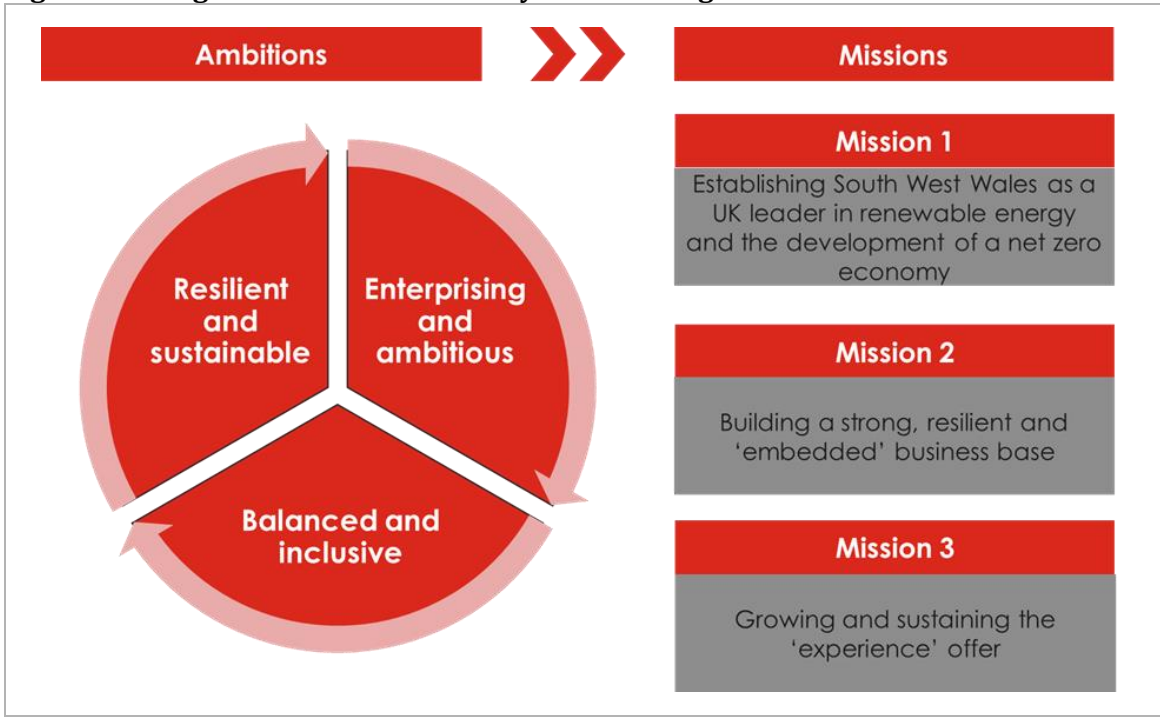 Ambitions
Missions
Resilient
and
sustainable
Enterprising
and
ambitious
Balanced and
inclusive
Mission 1
Establishing South West Wales as a
UK leader in renewable energy
and the development of a net zero
economy
Mission 2
Building a strong, resilient and
‘embedded’ business base
Mission 3
Growing and sustaining the
‘experience’ offer